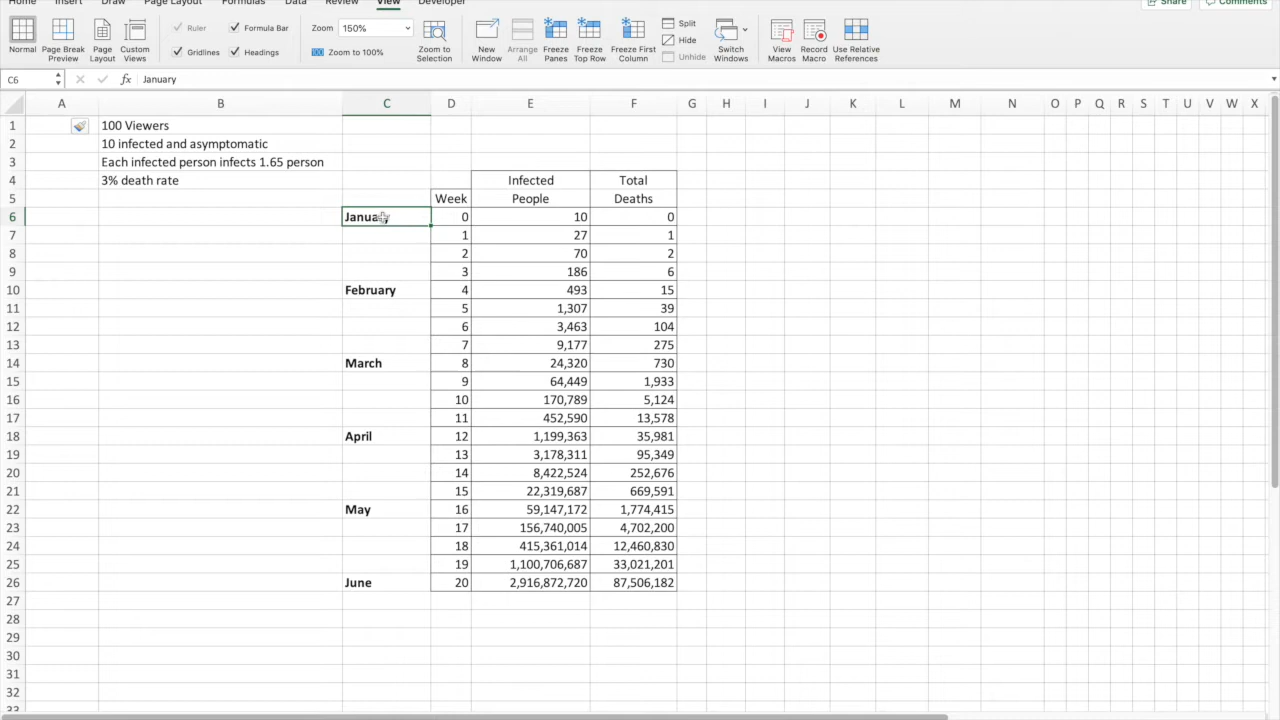 Home Insert Draw Page Layout Formulas Data Review View Developer Share Comments
Normal Page Break Preview Page Layout Custom Views Ruler Formula Bar Zoom 150% Zoom to Selection New Window Arrange All Freeze Panes Freeze Top Row Freeze First Column Split Switch Windows View Macros Record Macro Use Relative References
Hide
Gridlines Headings Zoom to 100% Unhide
C6 fx January
A B C D E F G H I J K L M N O P Q R S T U V W X
1 100 Viewers
2 10 infected and asymptomatic
3 Each infected person infects 1.65 person
4 3% death rate Infected Total
5 Week People Deaths
6 January 0 10 0
7 1 27 1
8 2 70 2
9 3 186 6
10 February 4 493 15
11 5 1,307 39
12 6 3,463 104
13 7 9,177 275
14 March 8 24,320 730
15 9 64,449 1,933
16 10 170,789 5,124
17 11 452,590 13,578
18 April 12 1,199,363 35,981
19 13 3,178,311 95,349
20 14 8,422,524 252,676
21 15 22,319,687 669,591
22 May 16 59,147,172 1,774,415
23 17 156,740,005 4,702,200
24 18 415,361,014 12,460,830
25 19 1,100,706,687 33,021,201
26 June 20 2,916,872,720 87,506,182
27
28
29
30
31
32
33